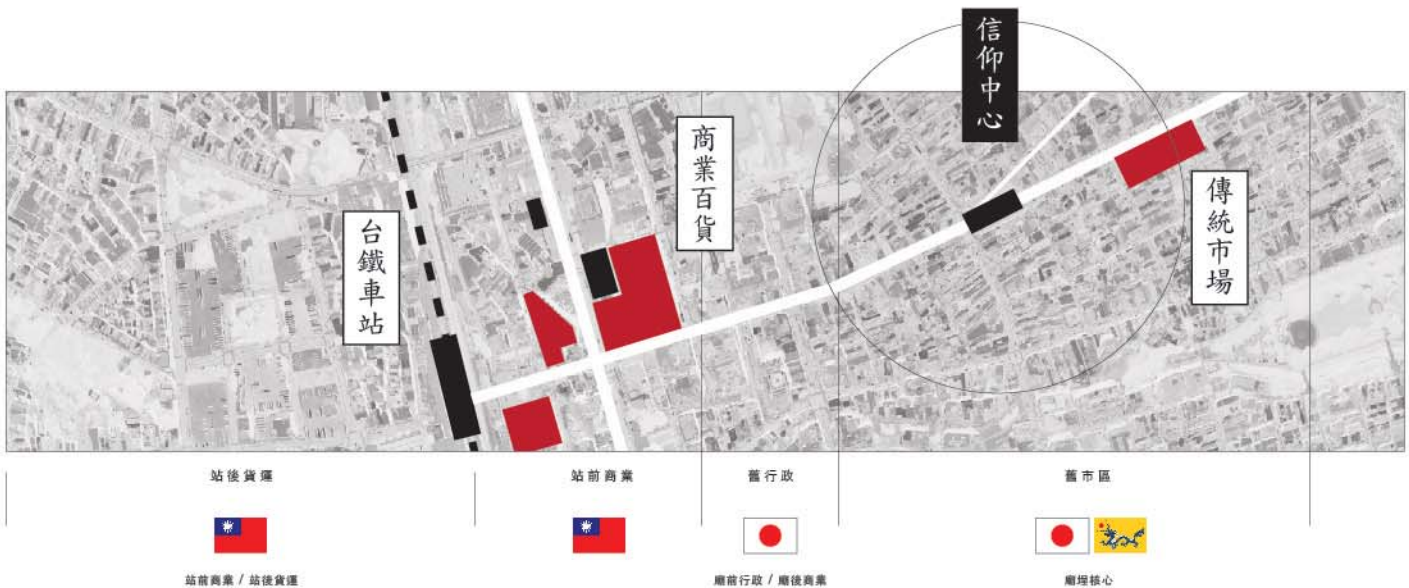 信仰中心
商業百貨
傳統市場
台鐵車站
站後貨運
站前商業
舊行政
舊市區
站前商業 / 站後貨運
廟前行政 / 廟後商業
廟埕核心